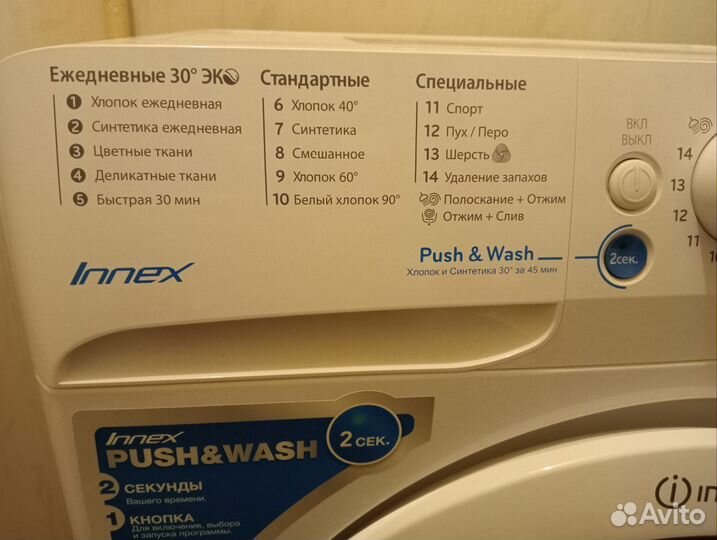 Ежедневные 30° ЭКО
1 Хлопок ежедневная
2 Синтетика ежедневная
3 Цветные ткани
4 Деликатные ткани
5 Быстрая 30 мин
Стандартные
6 Хлопок 40°
7 Синтетика
8 Смешанное
9 Хлопок 60°
10 Белый хлопок 90°
Специальные
11 Спорт
12 Пух / Перо
13 Шерсть
14 Удаление запахов
Полоскание + Отжим
Отжим + Слив
ВКЛ
ВЫКЛ
14
13
12
11
10
Push & Wash
Хлопок и Синтетика 30° за 45 мин
2сек.
Innex
Innex
PUSH&WASH
2 СЕК.
2 СЕКУНДЫ
Вашего времени.
1 КНОПКА
Для включения, выбора
и запуска программы.
IN
Avito